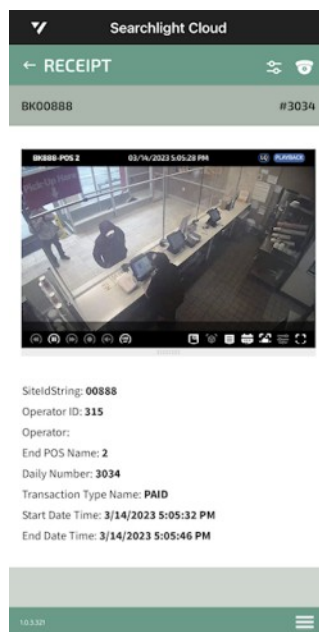 Searchlight Cloud
← RECEIPT
BK00888 #3034
BK888-POS 2 03/14/2023 5:05:28 PM PLAYBACK
Pick-Up Here
SiteIdString: 00888
Operator ID: 315
Operator:
End POS Name: 2
Daily Number: 3034
Transaction Type Name: PAID
Start Date Time: 3/14/2023 5:05:32 PM
End Date Time: 3/14/2023 5:05:46 PM
1.0.3.321